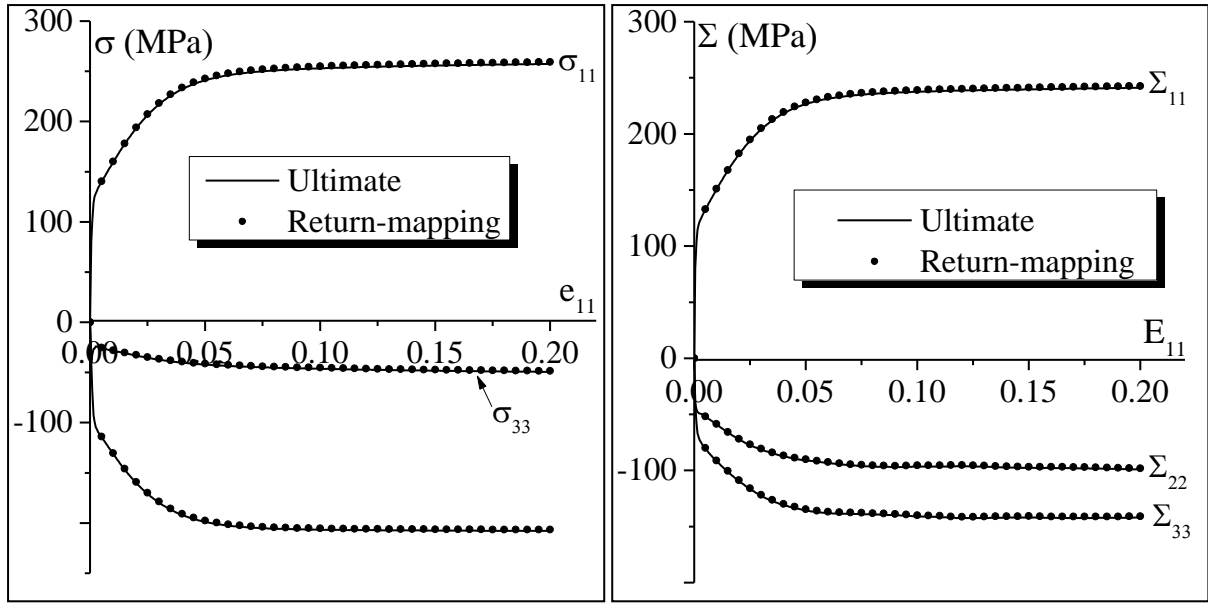 300
σ (MPa)
σ₁₁
200
Ultimate
Return-mapping
100
e₁₁
0
0.00 0.05 0.10 0.15 0.20
σ₃₃
-100
300
Σ (MPa)
Σ₁₁
200
Ultimate
Return-mapping
100
E₁₁
0
0.00 0.05 0.10 0.15 0.20
-100
Σ₂₂
Σ₃₃